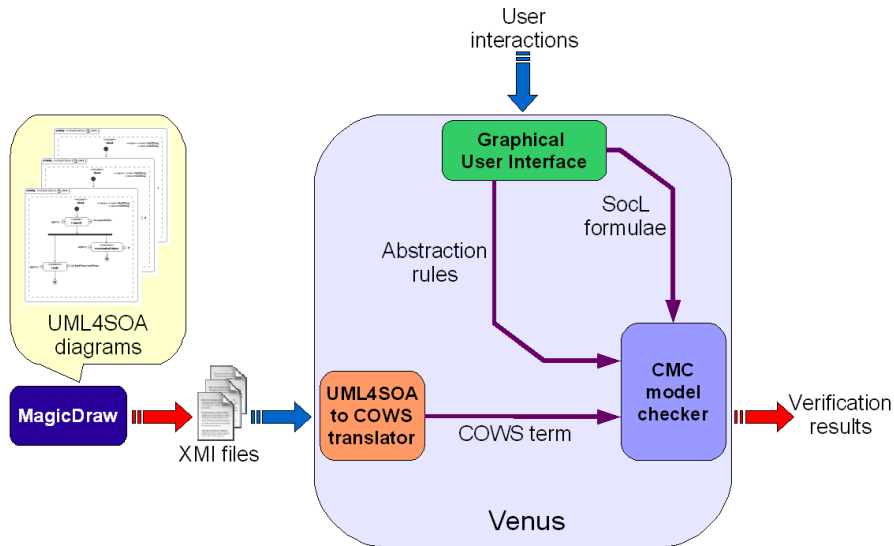 User
interactions
Graphical
User Interface
SocL
formulae
Abstraction
rules
UML4SOA
diagrams
MagicDraw
XMI files
UML4SOA
to COWS
translator
COWS term
CMC
model
checker
Verification
results
Venus